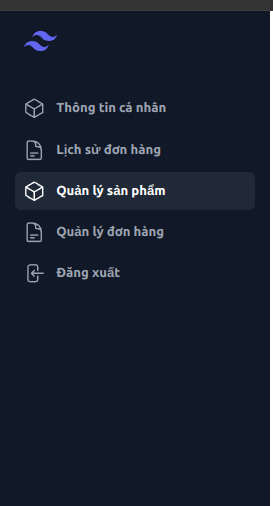 Thông tin cá nhân
Lịch sử đơn hàng
Quản lý sản phẩm
Quản lý đơn hàng
Đăng xuất